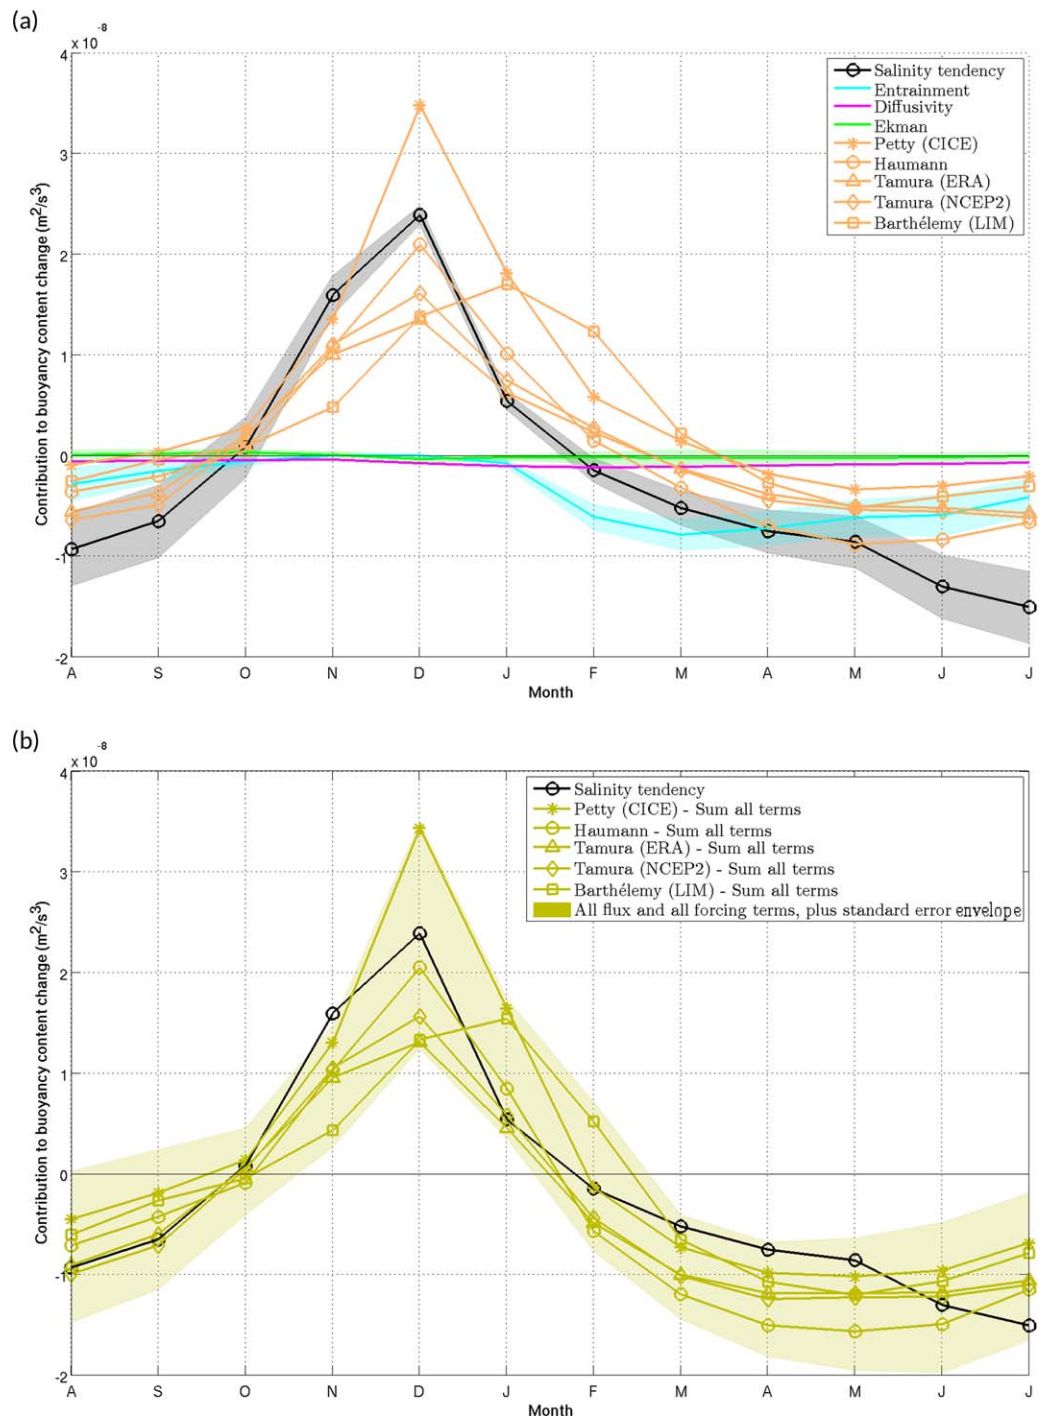 (a)
x 10 -8
4
3
2
1
0
-1
-2
Contribution to buoyancy content change (m²/s³)
Salinity tendency
Entrainment
Diffusivity
Ekman
Petty (CICE)
Haumann
Tamura (ERA)
Tamura (NCEP2)
Barthélemy (LIM)
A S O N D J F M A M J J
Month
(b)
x 10 -8
4
3
2
1
0
-1
-2
Contribution to buoyancy content change (m²/s³)
Salinity tendency
Petty (CICE) - Sum all terms
Haumann - Sum all terms
Tamura (ERA) - Sum all terms
Tamura (NCEP2) - Sum all terms
Barthélemy (LIM) - Sum all terms
All flux and all forcing terms, plus standard error envelope
A S O N D J F M A M J J
Month